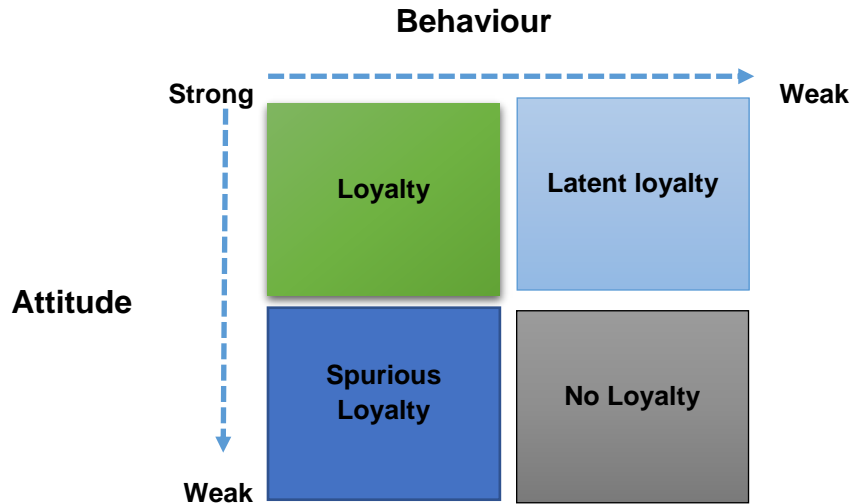 Behaviour
Strong
Weak
Loyalty
Latent loyalty
Attitude
Spurious
Loyalty
No Loyalty
Weak